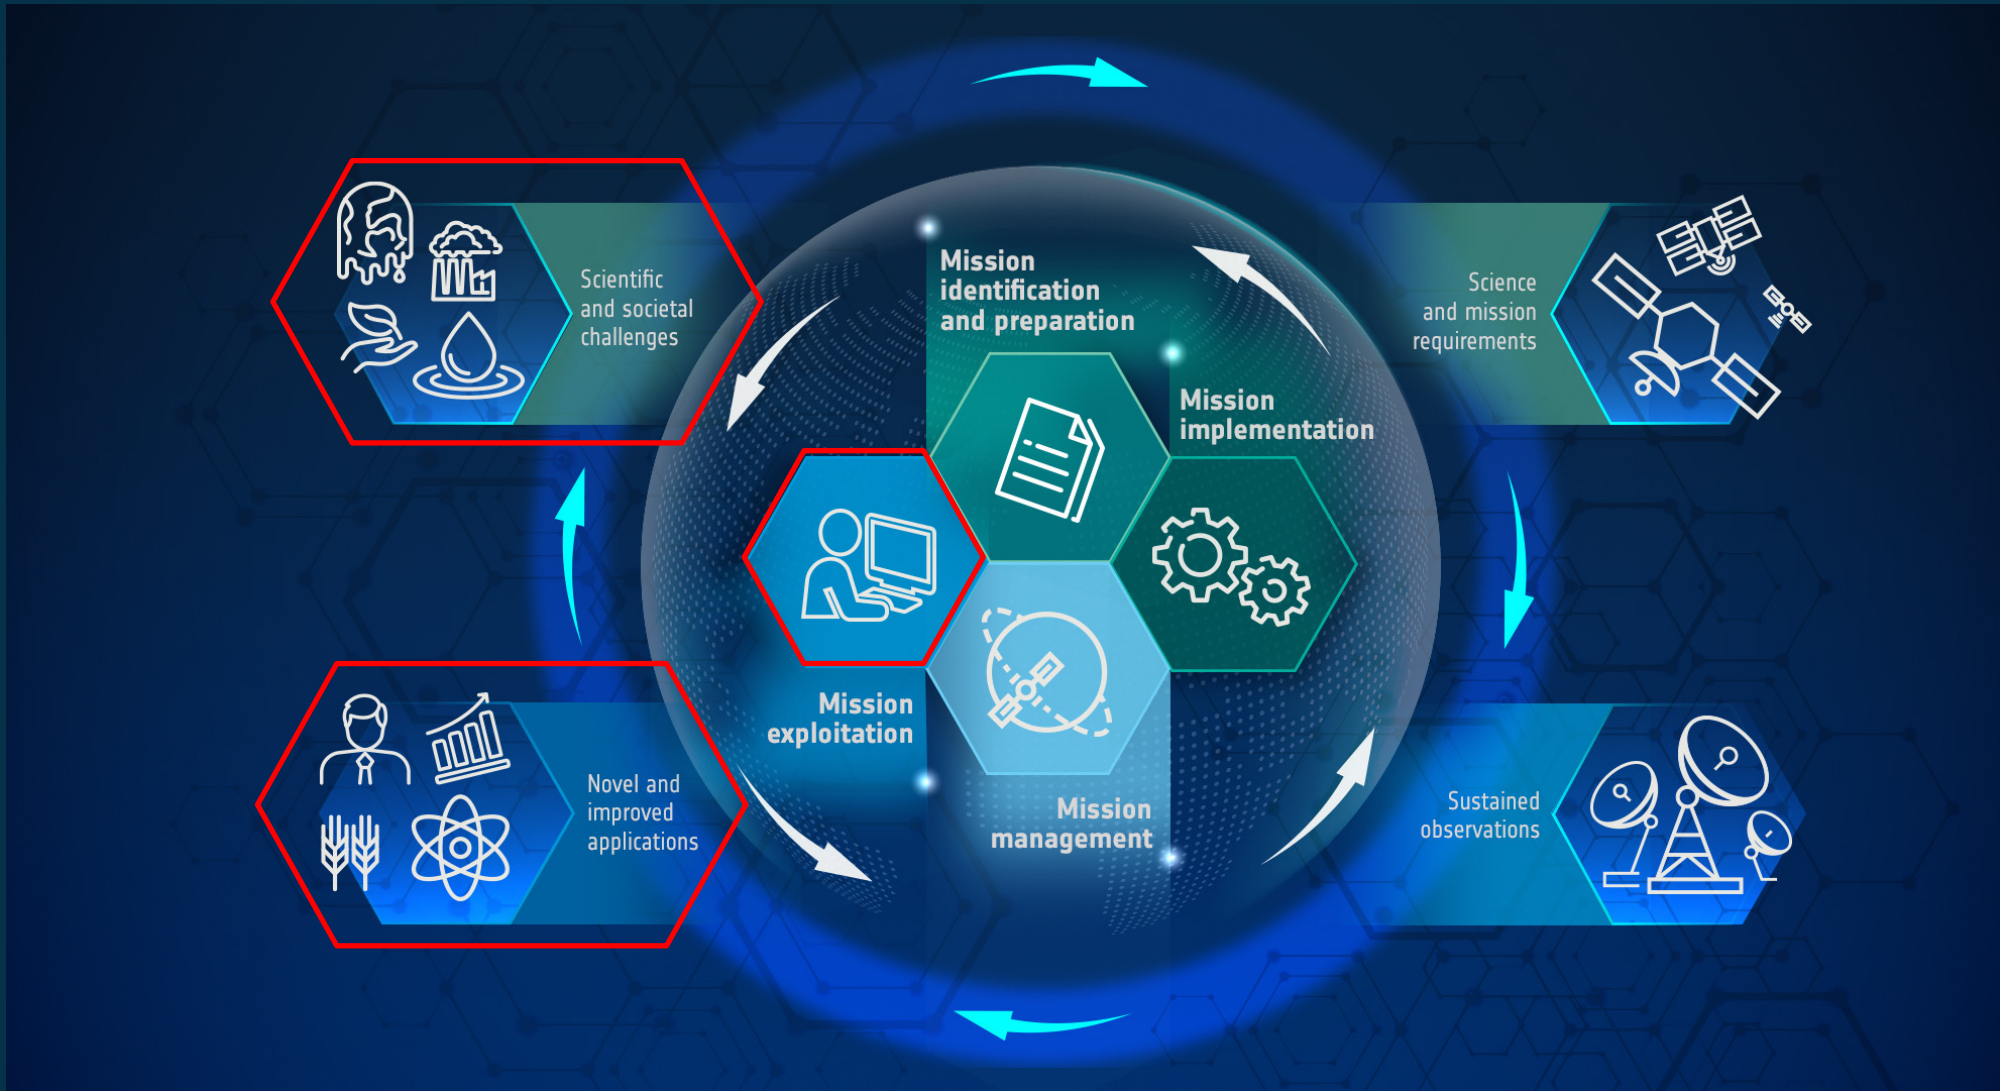 Mission
identification
and preparation
Scientific
and societal
challenges
Science
and mission
requirements
Mission
implementation
Mission
exploitation
Mission
management
Novel and
improved
applications
Sustained
observations